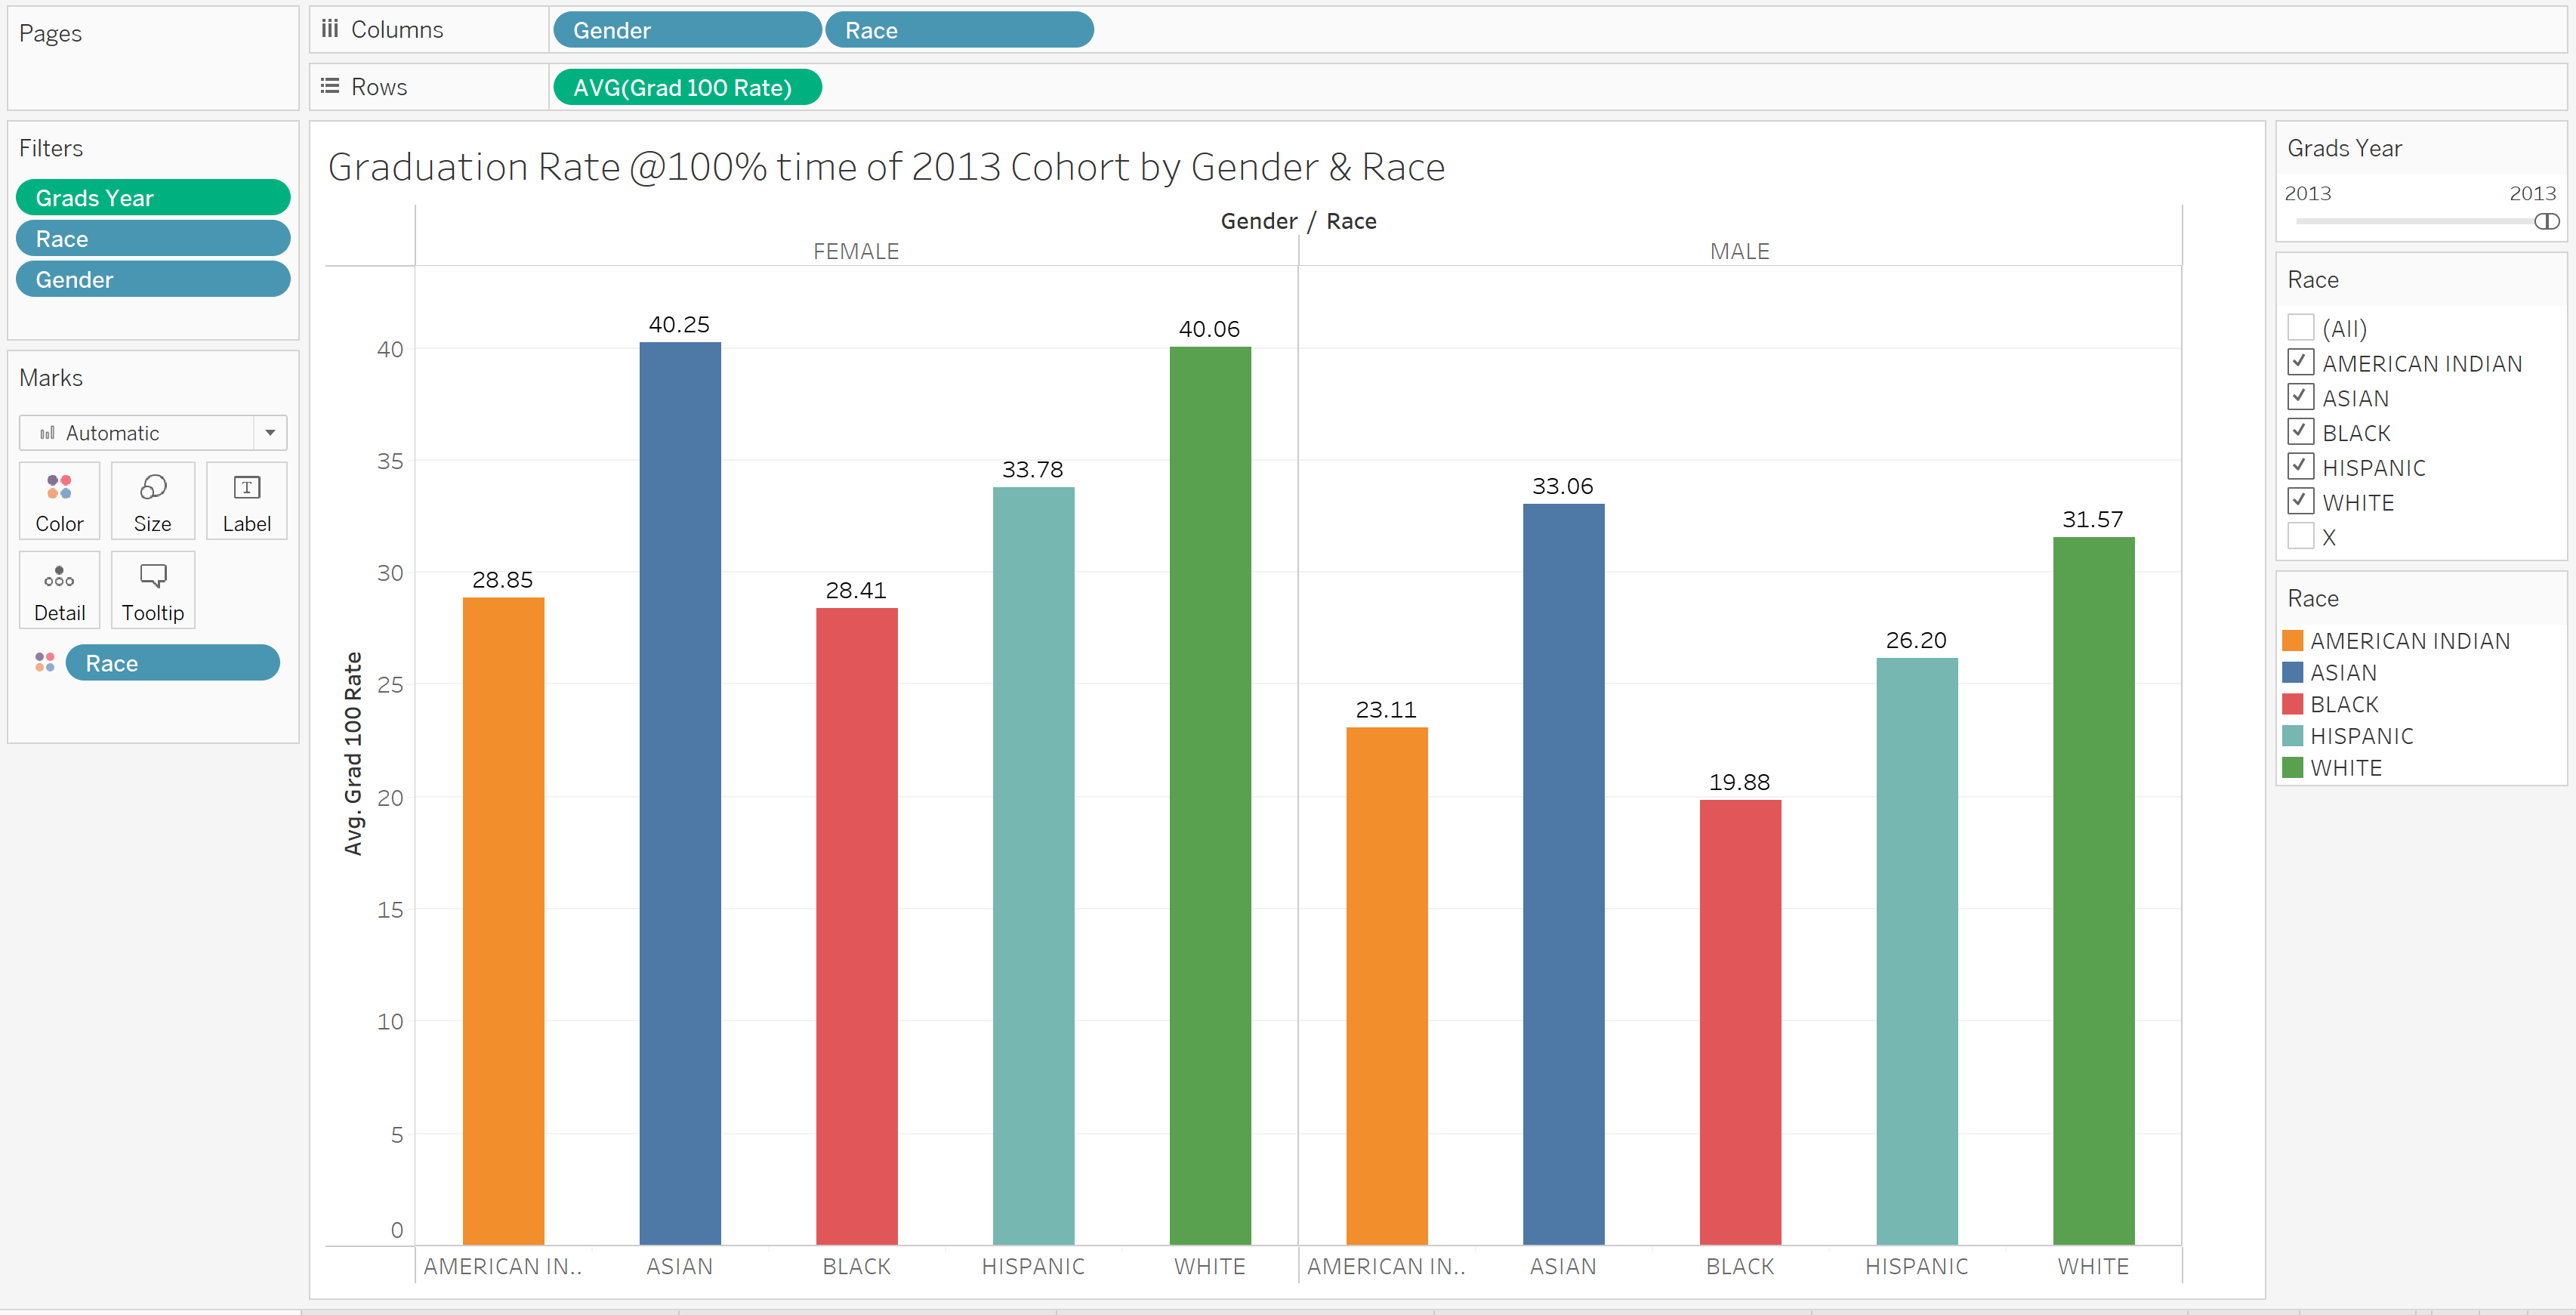 Pages
Columns
Gender
Race
Rows
AVG(Grad 100 Rate)
Filters
Grads Year
Race
Gender
Marks
Automatic
Color
Size
Label
Detail
Tooltip
Race
Graduation Rate @100% time of 2013 Cohort by Gender & Race
Gender / Race
FEMALE
MALE
Avg. Grad 100 Rate
40
35
30
25
20
15
10
5
0
28.85
40.25
28.41
33.78
40.06
23.11
33.06
19.88
26.20
31.57
AMERICAN IN..
ASIAN
BLACK
HISPANIC
WHITE
AMERICAN IN..
ASIAN
BLACK
HISPANIC
WHITE
Grads Year
2013
2013
Race
(All)
AMERICAN INDIAN
ASIAN
BLACK
HISPANIC
WHITE
X
Race
AMERICAN INDIAN
ASIAN
BLACK
HISPANIC
WHITE